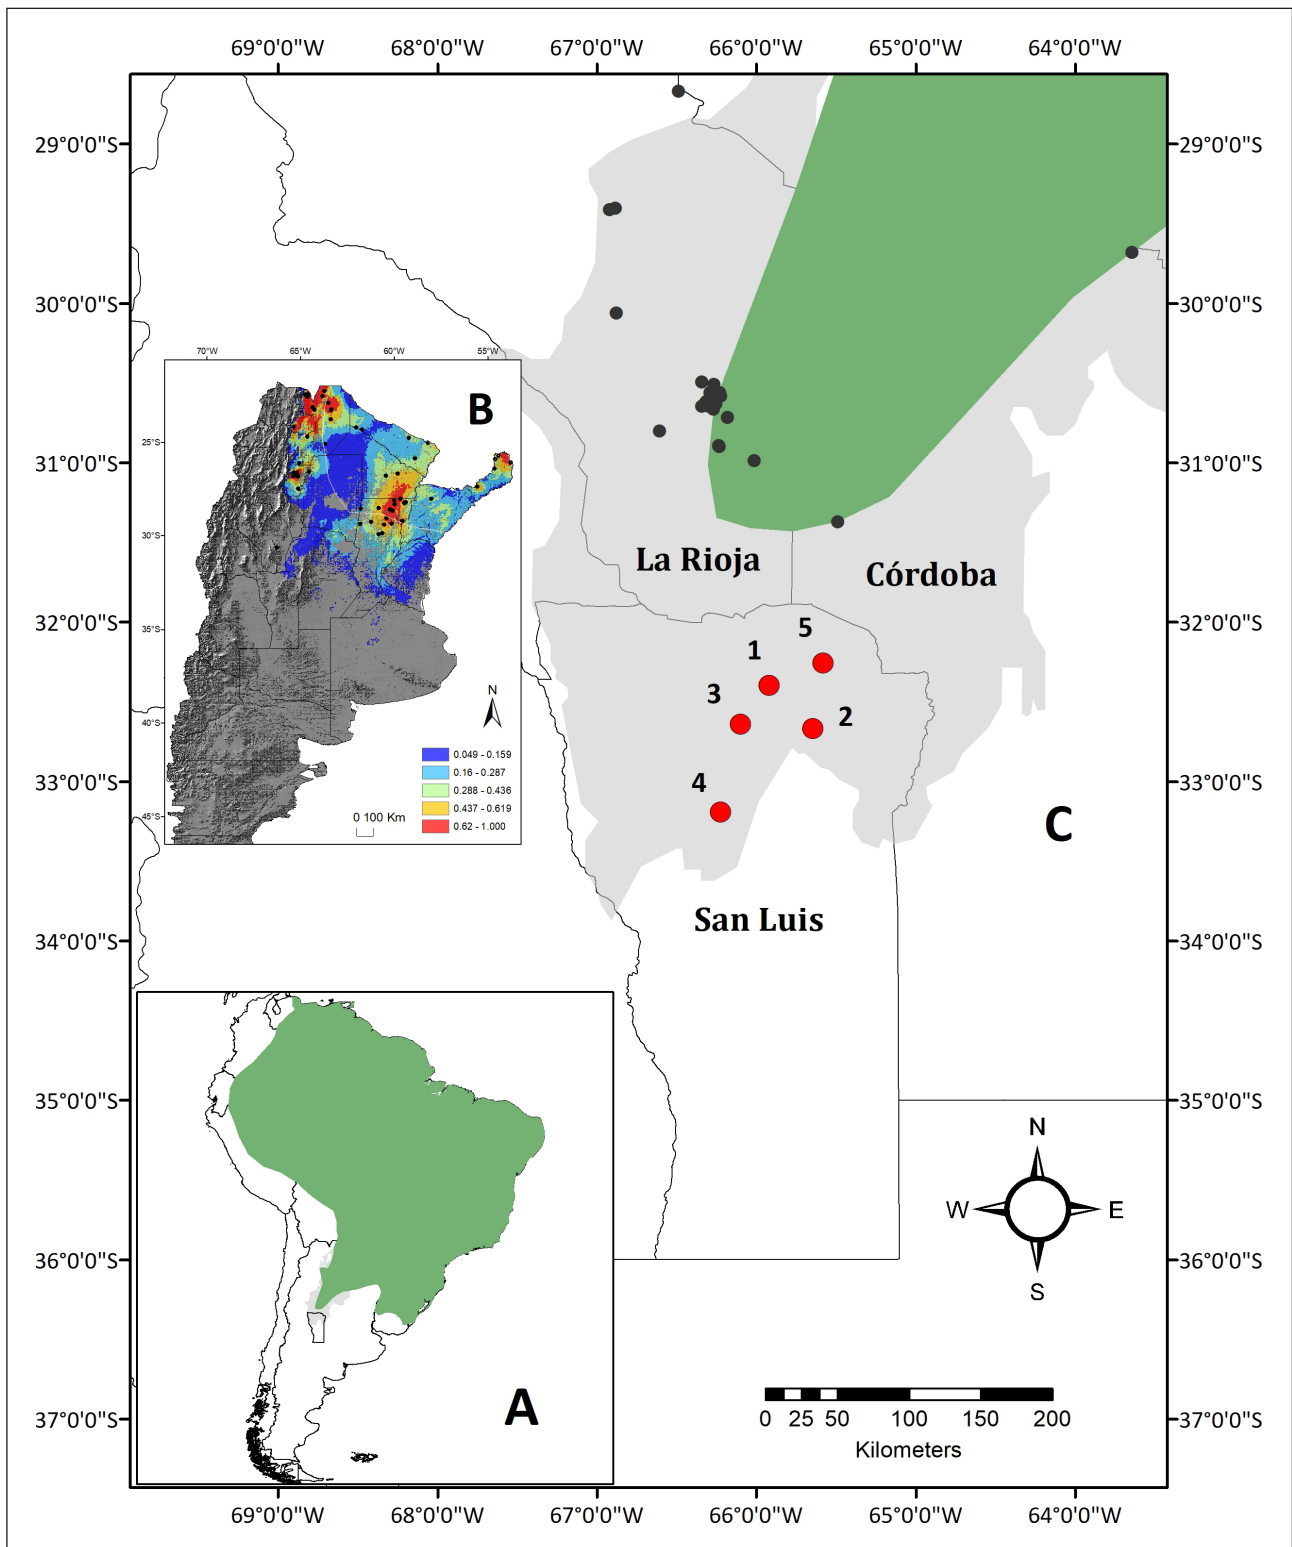 69°0'0"W 68°0'0"W 67°0'0"W 66°0'0"W 65°0'0"W 64°0'0"W
29°0'0"S 29°0'0"S
30°0'0"S 30°0'0"S
70°W 65°W 60°W 55°W
B
25°S
31°0'0"S 31°0'0"S
30°S
La Rioja Córdoba
32°0'0"S 32°0'0"S
35°S
5
1
3
2
N
40°S
0.049 - 0.159
0.16 - 0.287
0.288 - 0.436
0.437 - 0.619
0.62 - 1.000
45°S
0 100 Km
33°0'0"S 33°0'0"S
4
C
San Luis
34°0'0"S 34°0'0"S
35°0'0"S 35°0'0"S
N
W E
S
36°0'0"S 36°0'0"S
A
37°0'0"S 37°0'0"S
0 25 50 100 150 200
Kilometers
69°0'0"W 68°0'0"W 67°0'0"W 66°0'0"W 65°0'0"W 64°0'0"W